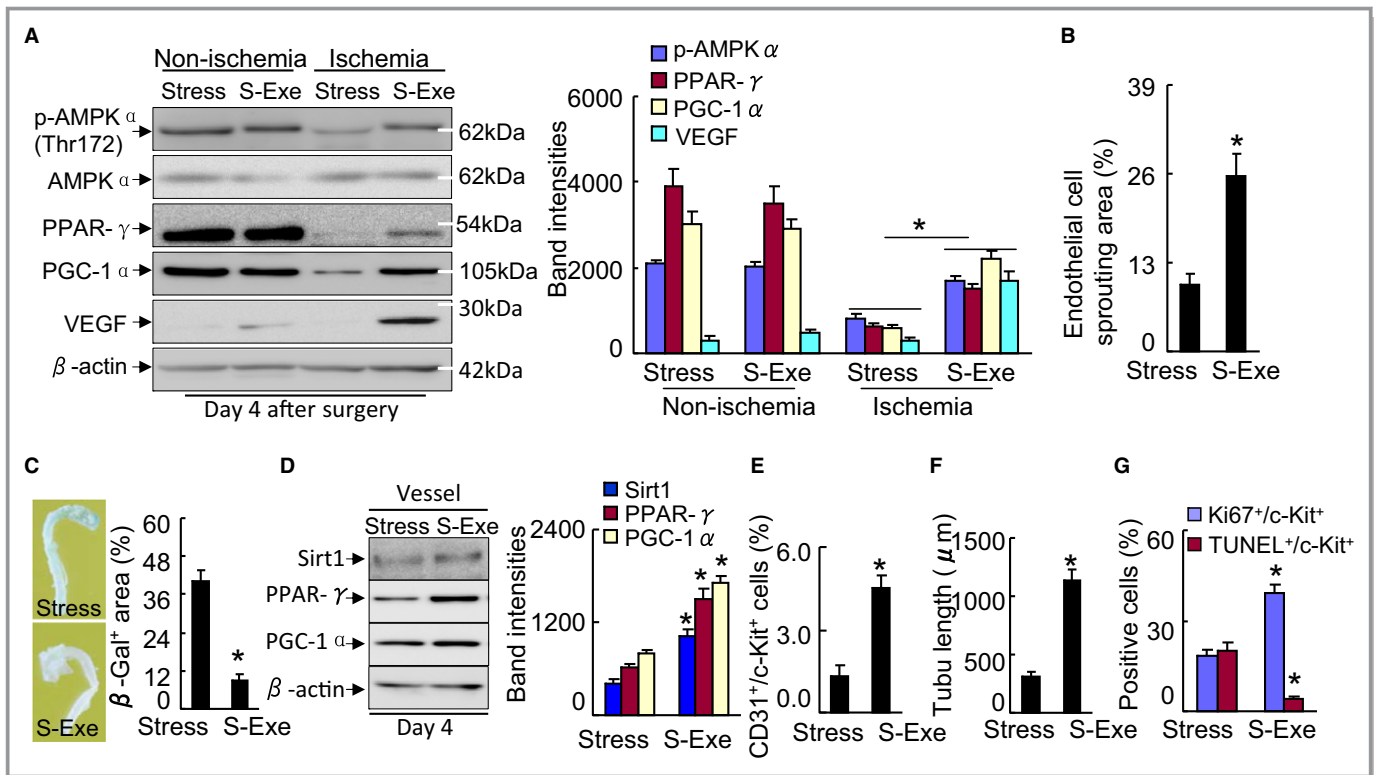 A
Non-ischemia Ischemia
Stress S-Exe Stress S-Exe
p-AMPK α
(Thr172)
62kDa
AMPK α
62kDa
PPAR- γ
54kDa
PGC-1 α
105kDa
VEGF
30kDa
β -actin
42kDa
Day 4 after surgery
p-AMPK α
PPAR- γ
PGC-1 α
VEGF
Band intensities
6000
4000
2000
0
*
Stress S-Exe Stress S-Exe
Non-ischemia Ischemia
B
Endothelial cell
sprouting area (%)
39
26
13
0
*
Stress S-Exe
C
Stress
S-Exe
β-Gal⁺ area (%)
60
48
36
24
12
0
*
Stress S-Exe
D
Vessel
Stress S-Exe
Sirt1
PPAR- γ
PGC-1 α
β -actin
Day 4
Sirt1
PPAR- γ
PGC-1 α
Band intensities
2400
1200
0
* * *
Stress S-Exe
E
CD31⁺/c-Kit⁺ cells (%)
6.0
3.0
0.0
*
Stress S-Exe
F
Tubu length (μm)
1500
1000
500
0
*
Stress S-Exe
G
Ki67⁺/c-Kit⁺
TUNEL⁺/c-Kit⁺
Positive cells (%)
60
30
0
*
*
Stress S-Exe